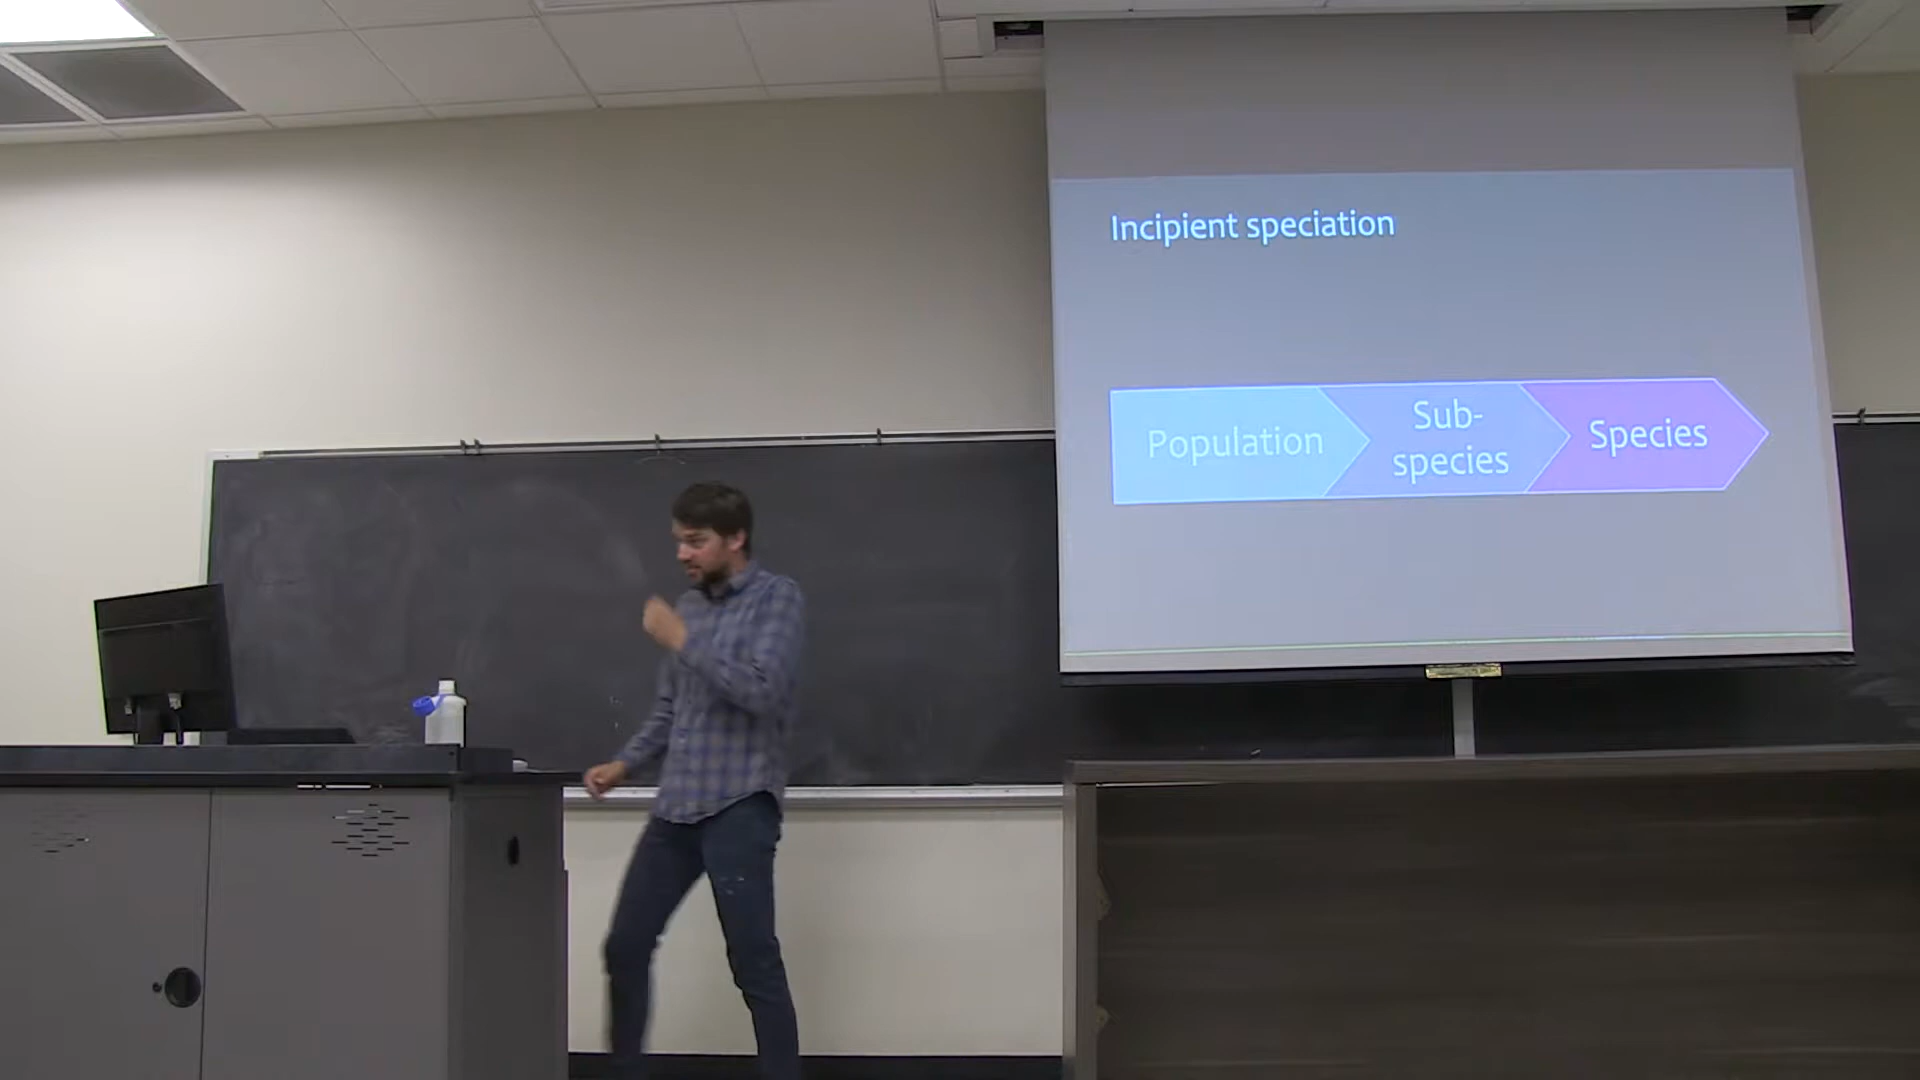 Incipient speciation
Population
Sub-
species
Species